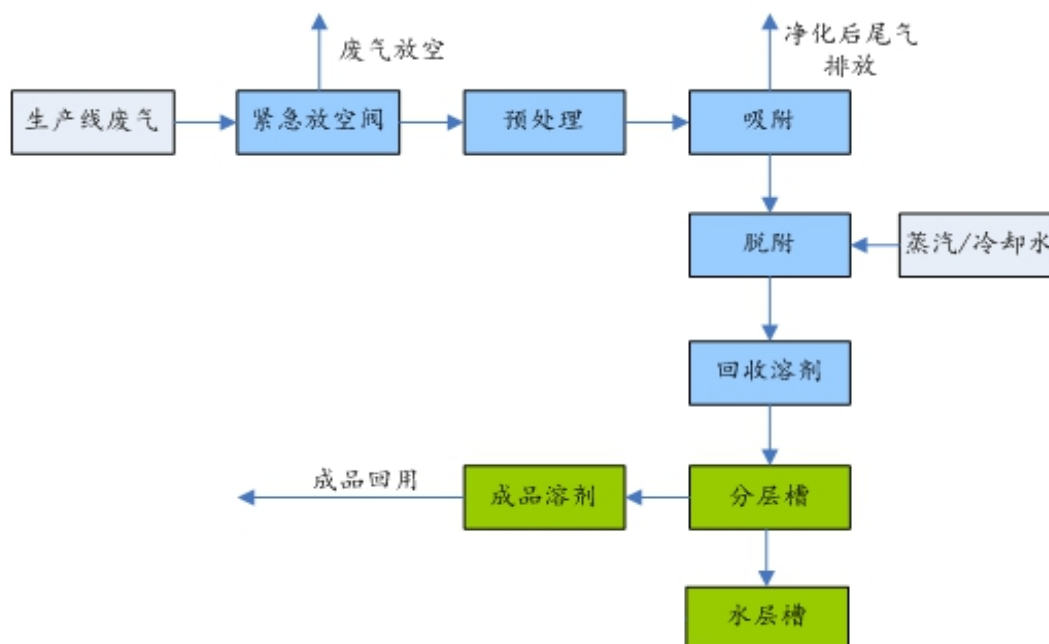 废气放空
净化后尾气
排放
生产线废气
紧急放空阀
预处理
吸附
脱附
蒸汽/冷却水
回收溶剂
成品回用
成品溶剂
分层槽
水层槽